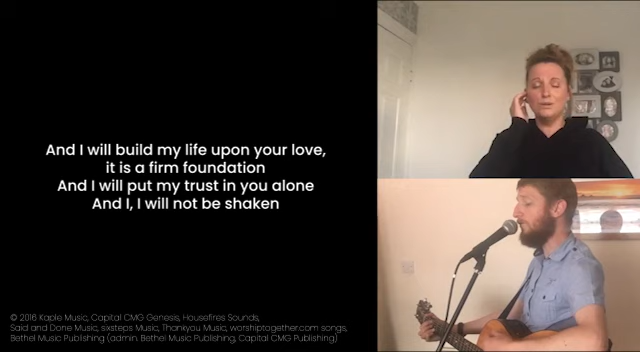 And I will build my life upon your love,
it is a firm foundation
And I will put my trust in you alone
And I, I will not be shaken
© 2016 Kaple Music, Capital CMG Genesis, Housefires Sounds,
Said and Done Music, sixsteps Music, Thankyou Music, worshiptogether.com songs,
Bethel Music Publishing (admin. Bethel Music Publishing, Capital CMG Publishing)